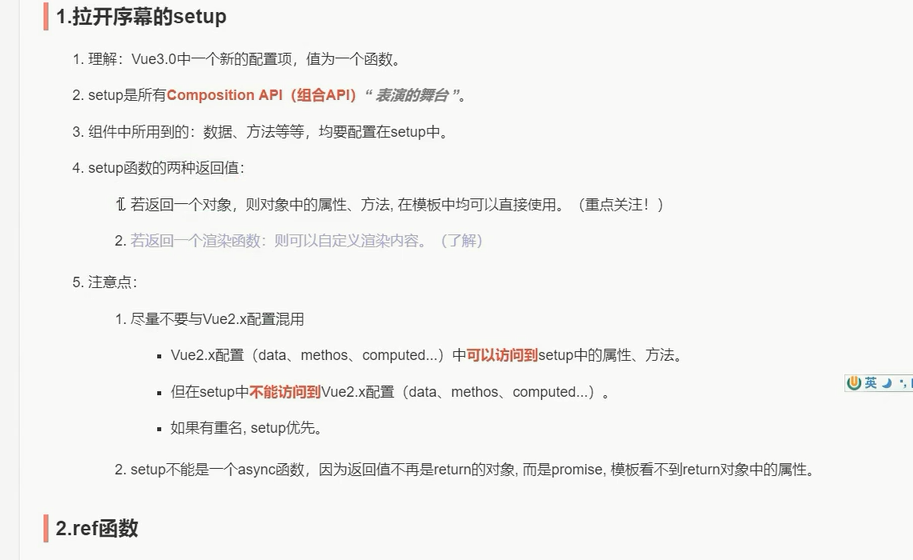 1.拉开序幕的setup
1. 理解：Vue3.0中一个新的配置项，值为一个函数。
2. setup是所有Composition API（组合API）“ 表演的舞台 ”。
3. 组件中所用到的：数据、方法等等，均要配置在setup中。
4. setup函数的两种返回值：
1. 若返回一个对象，则对象中的属性、方法, 在模板中均可以直接使用。（重点关注！）
2. 若返回一个渲染函数：则可以自定义渲染内容。（了解）
5. 注意点：
1. 尽量不要与Vue2.x配置混用
▪ Vue2.x配置（data、methos、computed...）中可以访问到setup中的属性、方法。
▪ 但在setup中不能访问到Vue2.x配置（data、methos、computed...）。
▪ 如果有重名, setup优先。
英
2. setup不能是一个async函数，因为返回值不再是return的对象, 而是promise, 模板看不到return对象中的属性。
2.ref函数